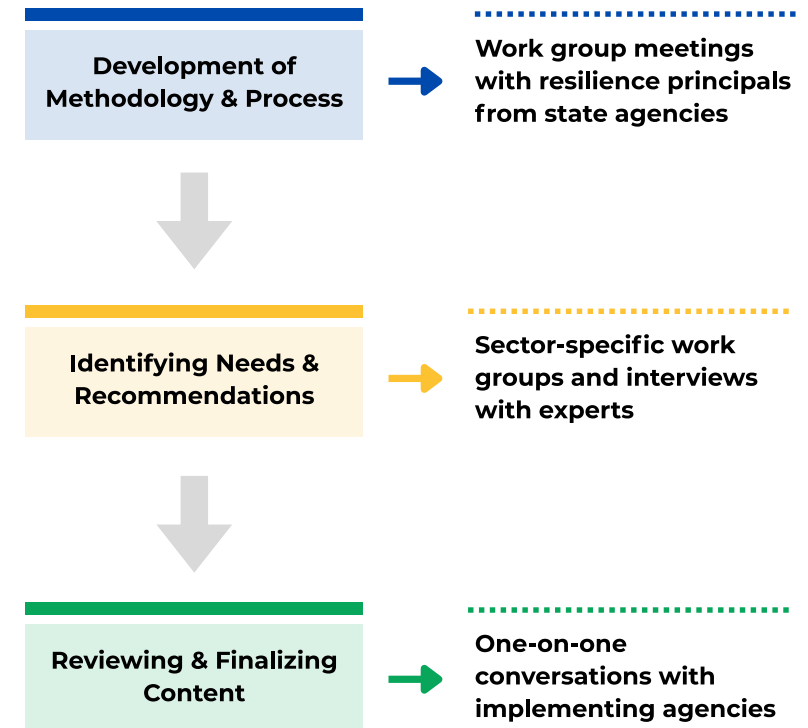 Development of
Methodology & Process
Work group meetings
with resilience principals
from state agencies
Identifying Needs &
Recommendations
Sector-specific work
groups and interviews
with experts
Reviewing & Finalizing
Content
One-on-one
conversations with
implementing agencies